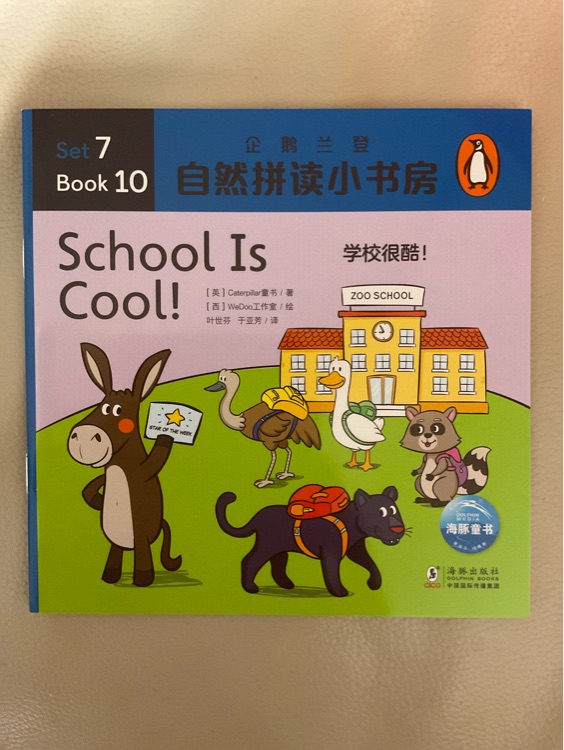 Set 7
Book 10
企鹅兰登
自然拼读小书房
School Is
Cool!
学校很酷!
[英] Caterpillar童书 / 著
[西] WeDoo工作室 / 绘
叶世芬 于亚芳 / 译
ZOO SCHOOL
STAR OF THE WEEK
DOLPHIN
MEDIA
海豚童书
海豚出版社
DOLPHIN BOOKS
中国国际传播集团